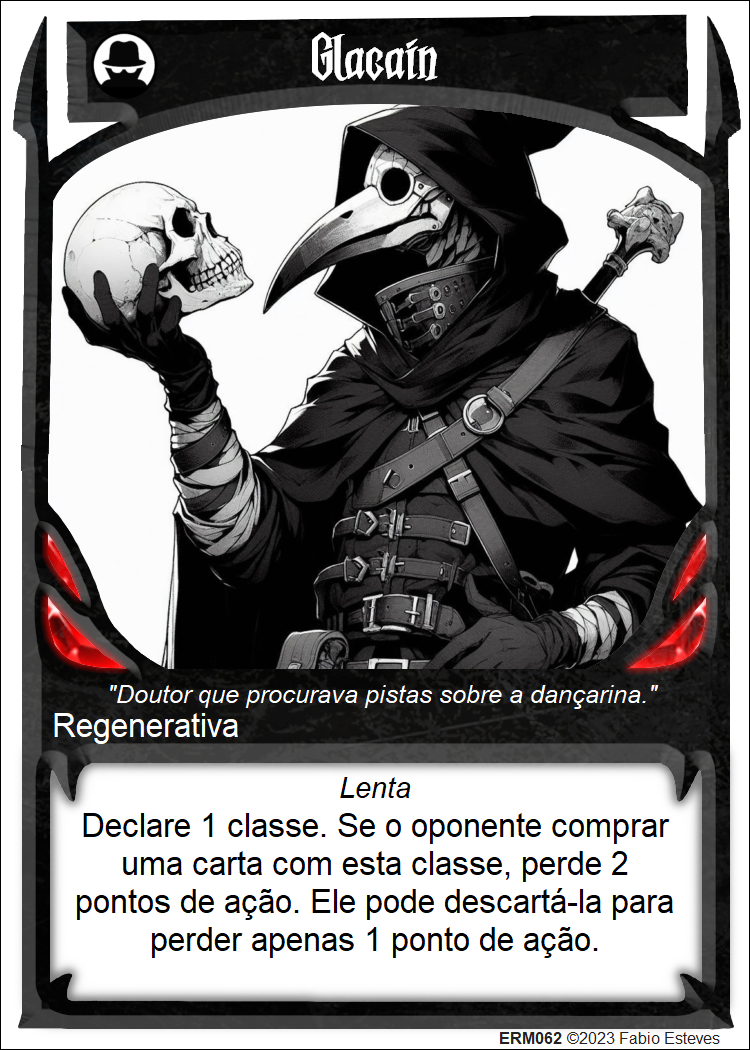 Glacain
"Doutor que procurava pistas sobre a dançarina."
Regenerativa
Lenta
Declare 1 classe. Se o oponente comprar
uma carta com esta classe, perde 2
pontos de ação. Ele pode descartá-la para
perder apenas 1 ponto de ação.
ERM062 ©2023 Fabio Esteves